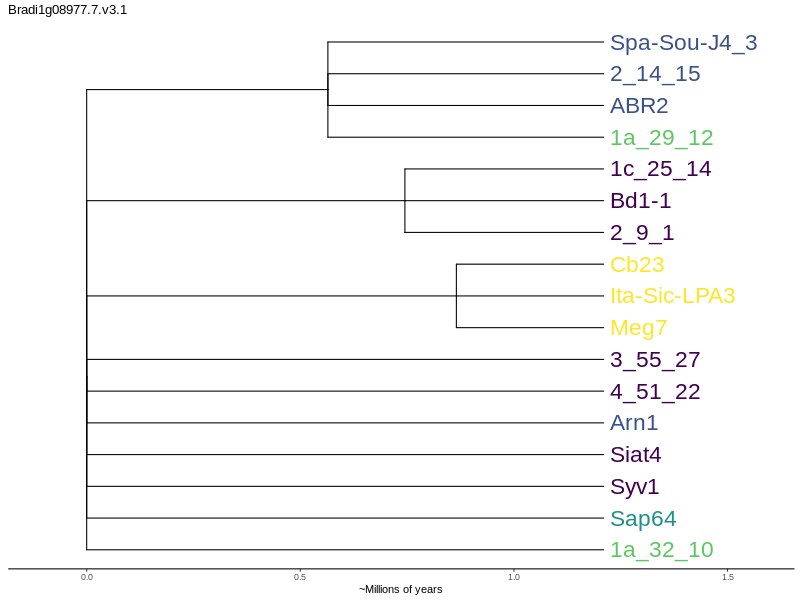 Bradi1g08977.7.v3.1
Spa-Sou-J4_3
2_14_15
ABR2
1a_29_12
1c_25_14
Bd1-1
2_9_1
Cb23
Ita-Sic-LPA3
Meg7
3_55_27
4_51_22
Arn1
Siat4
Syv1
Sap64
1a_32_10
0.0 0.5 1.0 1.5
~Millions of years